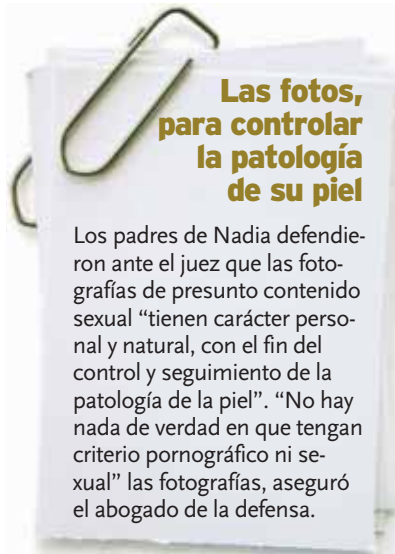 Las fotos,
para controlar
la patología
de su piel
Los padres de Nadia defendie-
ron ante el juez que las foto-
grafías de presunto contenido
sexual “tienen carácter perso-
nal y natural, con el fin del
control y seguimiento de la
patología de la piel”. “No hay
nada de verdad en que tengan
criterio pornográfico ni se-
xual” las fotografías, aseguró
el abogado de la defensa.